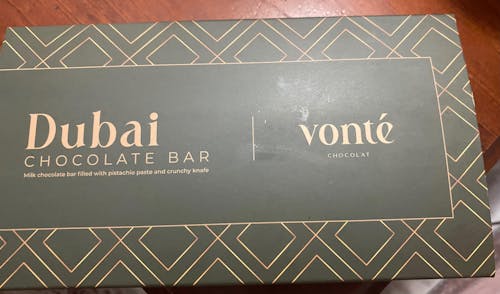 Dubai
CHOCOLATE BAR
Milk chocolate bar filled with pistachio paste and crunchy knafe
vonté
CHOCOLAT